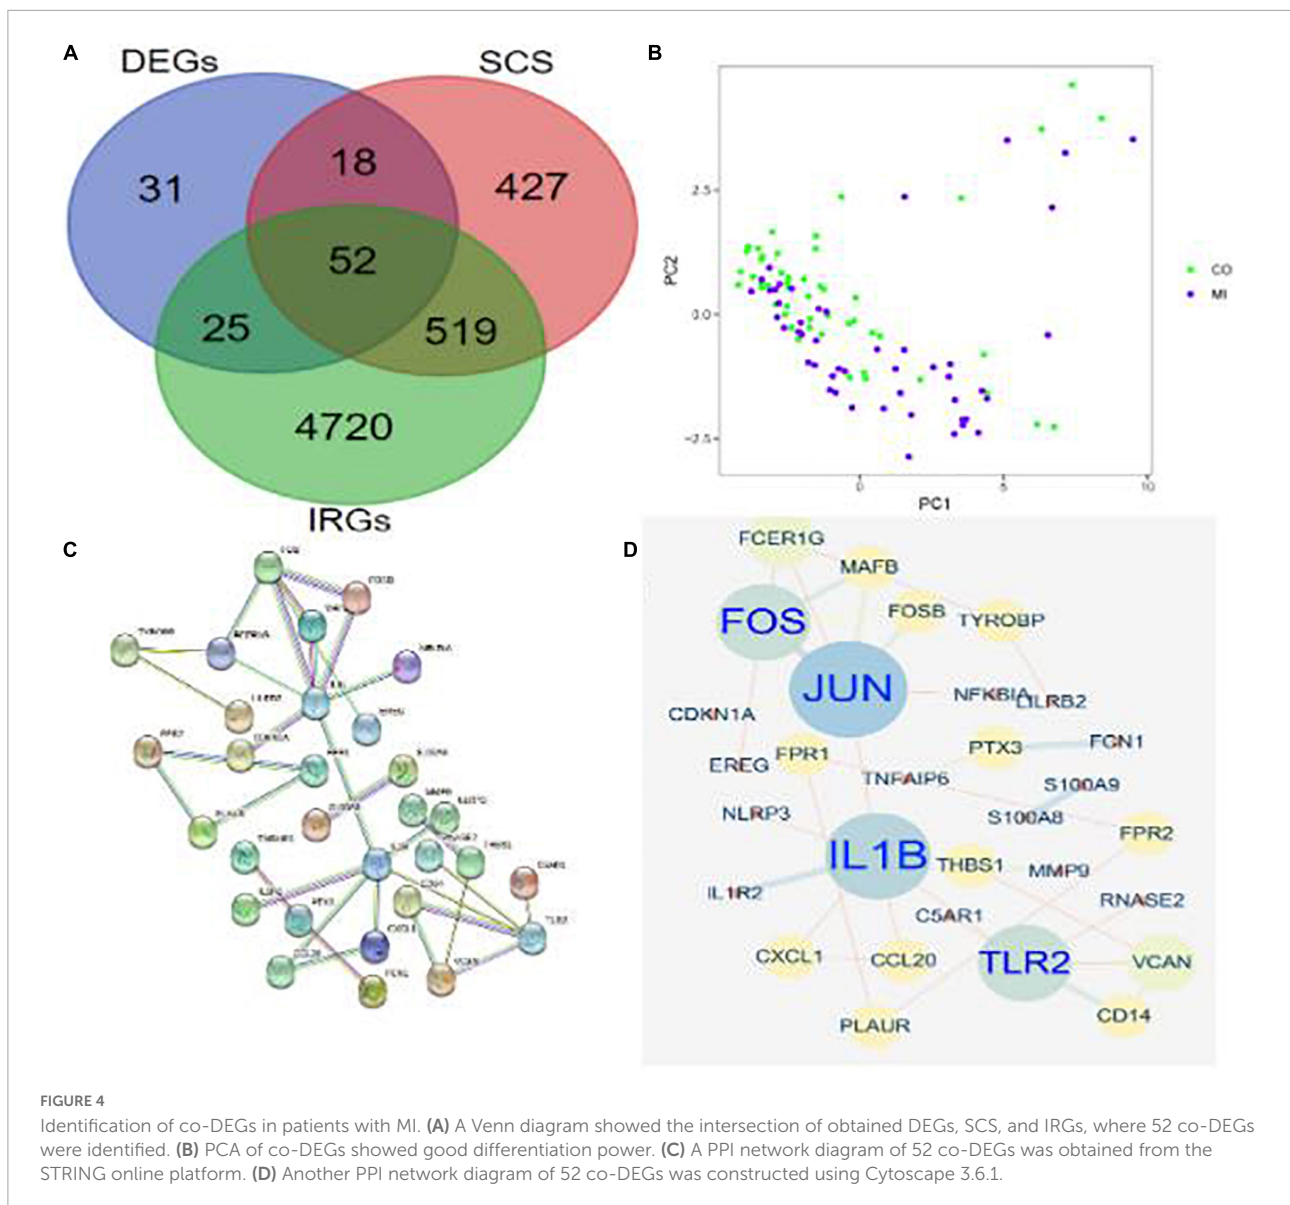 A
DEGs
SCS
31
18
427
52
25
519
4720
IRGs
B
PC2
2.5
0.0
−2.5
0
5
10
PC1
CO
MI
C
D
FCER1G
MAFB
FOS
FOSB
TYROBP
JUN
NFKBIA
LILRB2
CDKN1A
FPR1
PTX3
FCN1
EREG
TNFAIP6
S100A9
NLRP3
S100A8
FPR2
IL1B
THBS1
MMP9
IL1R2
RNASE2
C5AR1
CXCL1
CCL20
TLR2
VCAN
PLAUR
CD14
FIGURE 4
Identification of co-DEGs in patients with MI. (A) A Venn diagram showed the intersection of obtained DEGs, SCS, and IRGs, where 52 co-DEGs
were identified. (B) PCA of co-DEGs showed good differentiation power. (C) A PPI network diagram of 52 co-DEGs was obtained from the
STRING online platform. (D) Another PPI network diagram of 52 co-DEGs was constructed using Cytoscape 3.6.1.